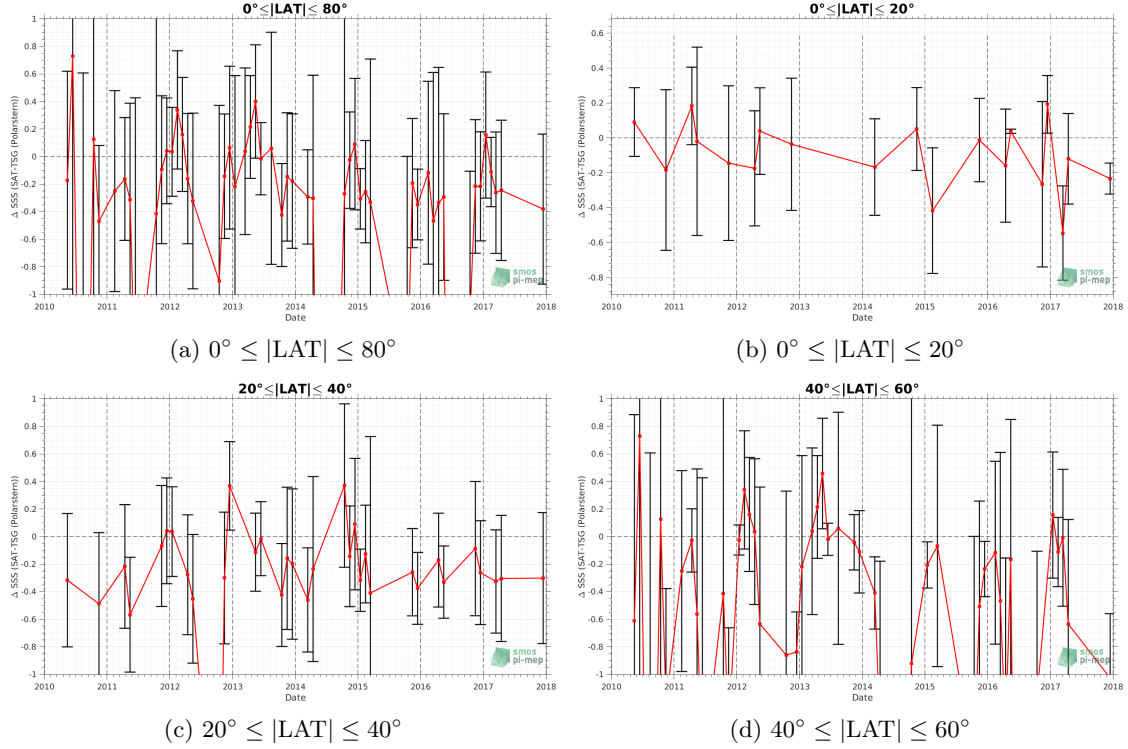 0°≤|LAT|≤ 80°
Δ SSS (SAT-TSG (Polarstern))
1
0.8
0.6
0.4
0.2
0
-0.2
-0.4
-0.6
-0.8
-1
2010 2011 2012 2013 2014 2015 2016 2017 2018
Date
smos
pi-mep
(a) 0° ≤ |LAT| ≤ 80°
0°≤|LAT|≤ 20°
Δ SSS (SAT-TSG (Polarstern))
0.6
0.4
0.2
0
-0.2
-0.4
-0.6
-0.8
2010 2011 2012 2013 2014 2015 2016 2017 2018
Date
smos
pi-mep
(b) 0° ≤ |LAT| ≤ 20°
20°≤|LAT|≤ 40°
Δ SSS (SAT-TSG (Polarstern))
1
0.8
0.6
0.4
0.2
0
-0.2
-0.4
-0.6
-0.8
-1
2010 2011 2012 2013 2014 2015 2016 2017 2018
Date
smos
pi-mep
(c) 20° ≤ |LAT| ≤ 40°
40°≤|LAT|≤ 60°
Δ SSS (SAT-TSG (Polarstern))
1
0.8
0.6
0.4
0.2
0
-0.2
-0.4
-0.6
-0.8
-1
2010 2011 2012 2013 2014 2015 2016 2017 2018
Date
smos
pi-mep
(d) 40° ≤ |LAT| ≤ 60°